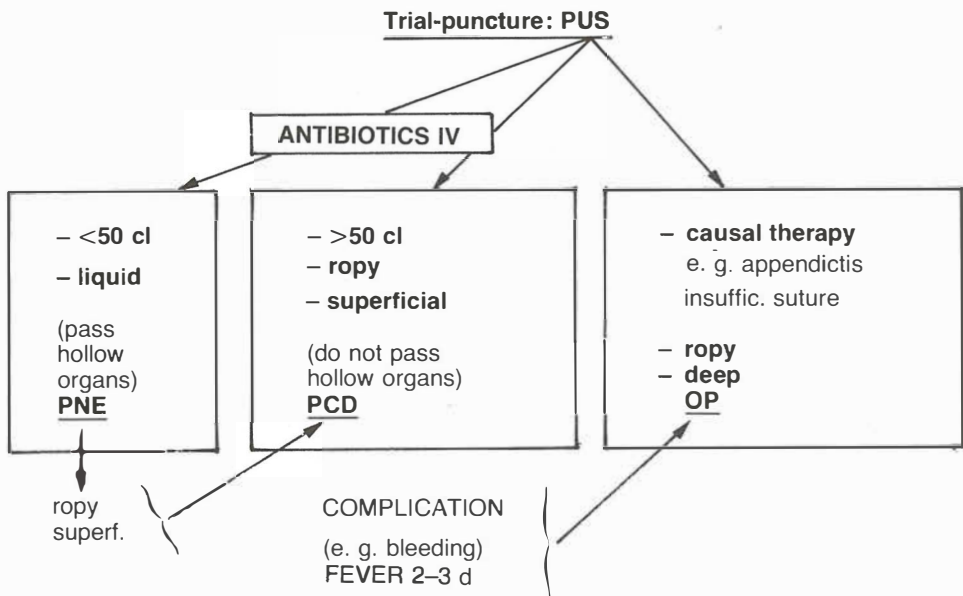 Trial-puncture: PUS
ANTIBIOTICS IV
– <50 cl
– liquid
(pass
hollow
organs)
PNE
– >50 cl
– ropy
– superficial
(do not pass
hollow organs)
PCD
– causal therapy
e. g. appendictis
insuffic. suture
– ropy
– deep
OP
ropy
superf.
COMPLICATION
(e. g. bleeding)
FEVER 2–3 d